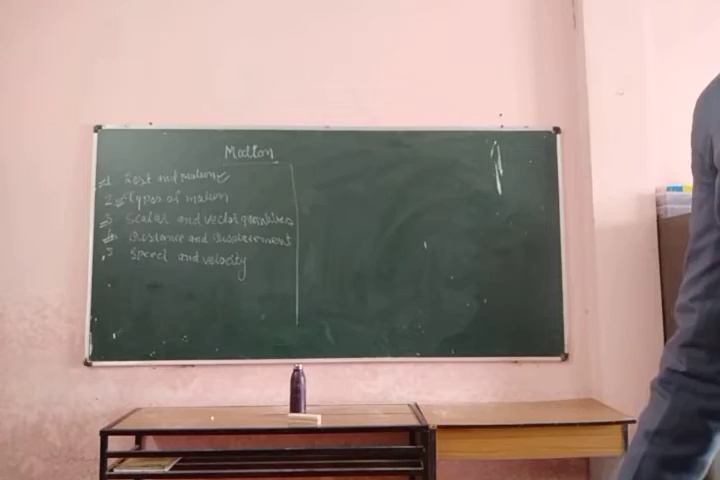 Motion
1 Rest and motion
2 Types of motion
3 Scalar and vector quantities
4 Distance and Displacement
5 Speed and velocity